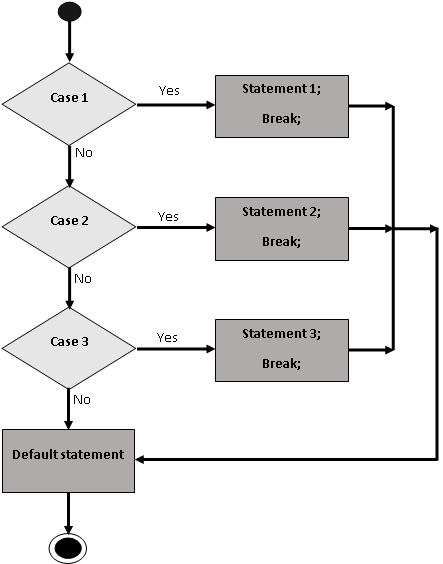 Case 1
Yes
Statement 1;
Break;
No
Case 2
Yes
Statement 2;
Break;
No
Case 3
Yes
Statement 3;
Break;
No
Default statement